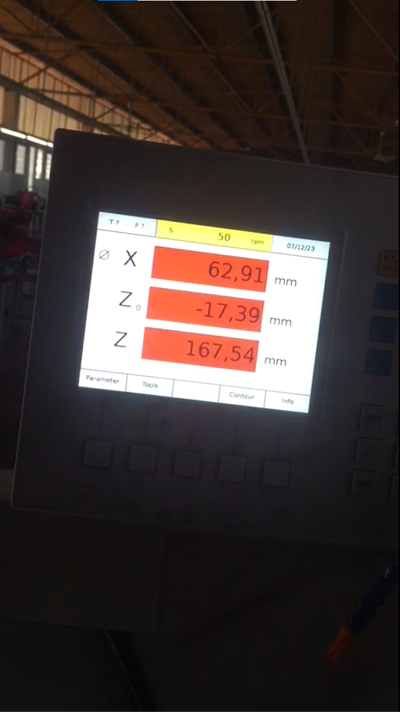 T 7 P 7 S 50 rpm 07/12/23
⌀ X 62,91 mm
Z₀ -17,39 mm
Z 167,54 mm
Parameter Tools Contour Info